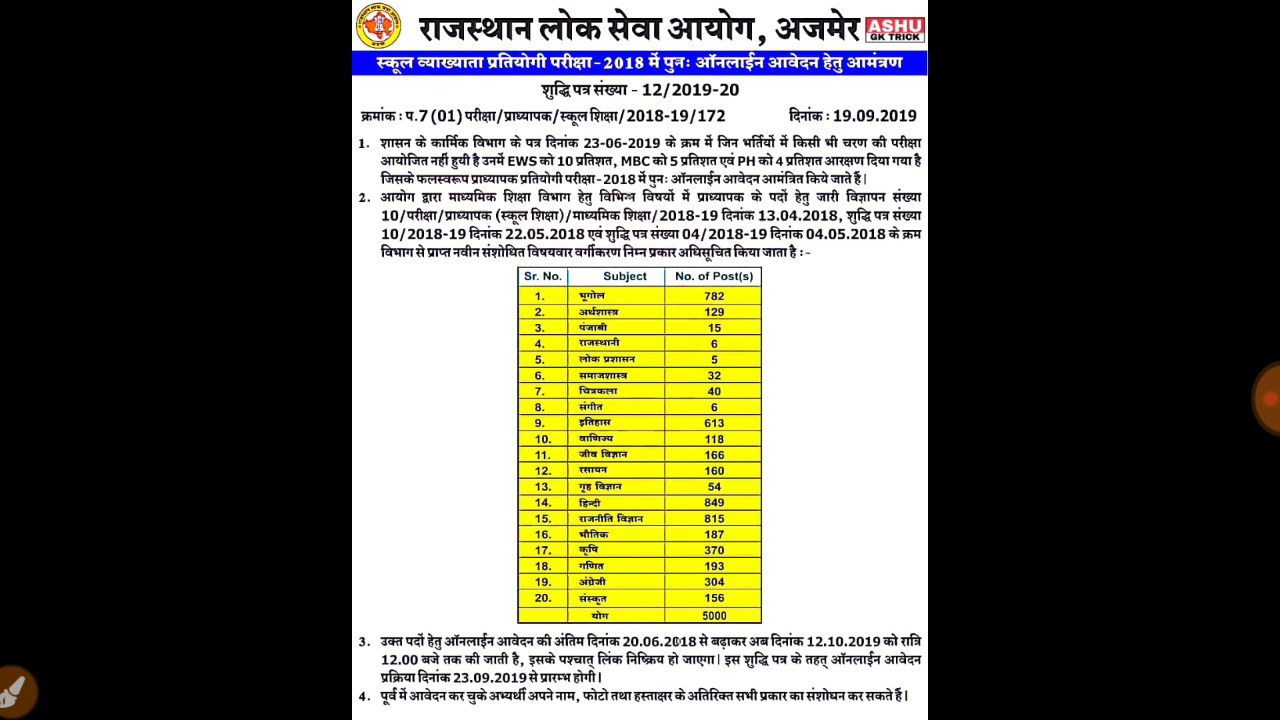 राजस्थान लोक सेवा आयोग, अजमेर
ASHU
GK TRICK
स्कूल व्याख्याता प्रतियोगी परीक्षा-2018 में पुनः ऑनलाईन आवेदन हेतु आमंत्रण
शुद्धि पत्र संख्या - 12/2019-20
क्रमांक : प.7 (01) परीक्षा/प्राध्यापक/स्कूल शिक्षा/2018-19/172 दिनांक : 19.09.2019
1. शासन के कार्मिक विभाग के पत्र दिनांक 23-06-2019 के क्रम में जिन भर्तियों में किसी भी चरण की परीक्षा
आयोजित नहीं हुयी है उनमें EWS को 10 प्रतिशत, MBC को 5 प्रतिशत एवं PH को 4 प्रतिशत आरक्षण दिया गया है
जिसके फलस्वरूप प्राध्यापक प्रतियोगी परीक्षा-2018 में पुनः ऑनलाईन आवेदन आमंत्रित किये जाते हैं।
2. आयोग द्वारा माध्यमिक शिक्षा विभाग हेतु विभिन्न विषयों में प्राध्यापक के पदों हेतु जारी विज्ञापन संख्या
10/परीक्षा/प्राध्यापक (स्कूल शिक्षा)/माध्यमिक शिक्षा/2018-19 दिनांक 13.04.2018, शुद्धि पत्र संख्या
10/2018-19 दिनांक 22.05.2018 एवं शुद्धि पत्र संख्या 04/2018-19 दिनांक 04.05.2018 के क्रम
विभाग से प्राप्त नवीन संशोधित विषयवार वर्गीकरण निम्न प्रकार अधिसूचित किया जाता है :-
Sr. No. Subject No. of Post(s)
1. भूगोल 782
2. अर्थशास्त्र 129
3. पंजाबी 15
4. राजस्थानी 6
5. लोक प्रशासन 5
6. समाजशास्त्र 32
7. चित्रकला 40
8. संगीत 6
9. इतिहास 613
10. वाणिज्य 118
11. जीव विज्ञान 166
12. रसायन 160
13. गृह विज्ञान 54
14. हिन्दी 849
15. राजनीति विज्ञान 815
16. भौतिक 187
17. कृषि 370
18. गणित 193
19. अंग्रेजी 304
20. संस्कृत 156
योग 5000
3. उक्त पदों हेतु ऑनलाईन आवेदन की अंतिम दिनांक 20.06.2018 से बढ़ाकर अब दिनांक 12.10.2019 को रात्रि
12.00 बजे तक की जाती है, इसके पश्चात् लिंक निष्क्रिय हो जाएगा। इस शुद्धि पत्र के तहत् ऑनलाईन आवेदन
प्रक्रिया दिनांक 23.09.2019 से प्रारम्भ होगी।
4. पूर्व में आवेदन कर चुके अभ्यर्थी अपने नाम, फोटो तथा हस्ताक्षर के अतिरिक्त सभी प्रकार का संशोधन कर सकते हैं।